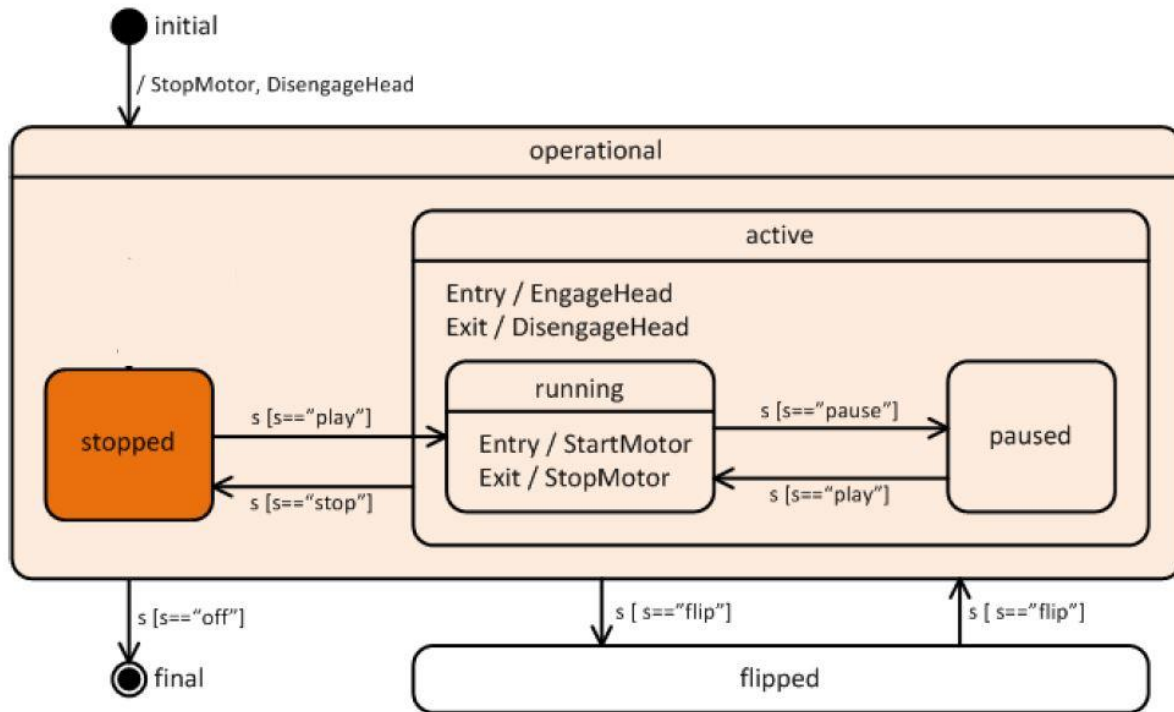 initial
/ StopMotor, DisengageHead
operational
active
Entry / EngageHead
Exit / DisengageHead
running
s [s==”play”]
s [s==”pause”]
stopped
Entry / StartMotor
paused
Exit / StopMotor
s [s==”stop”]
s [s==”play”]
s [s==“off”]
s [ s==”flip”]
s [ s==”flip”]
final
flipped